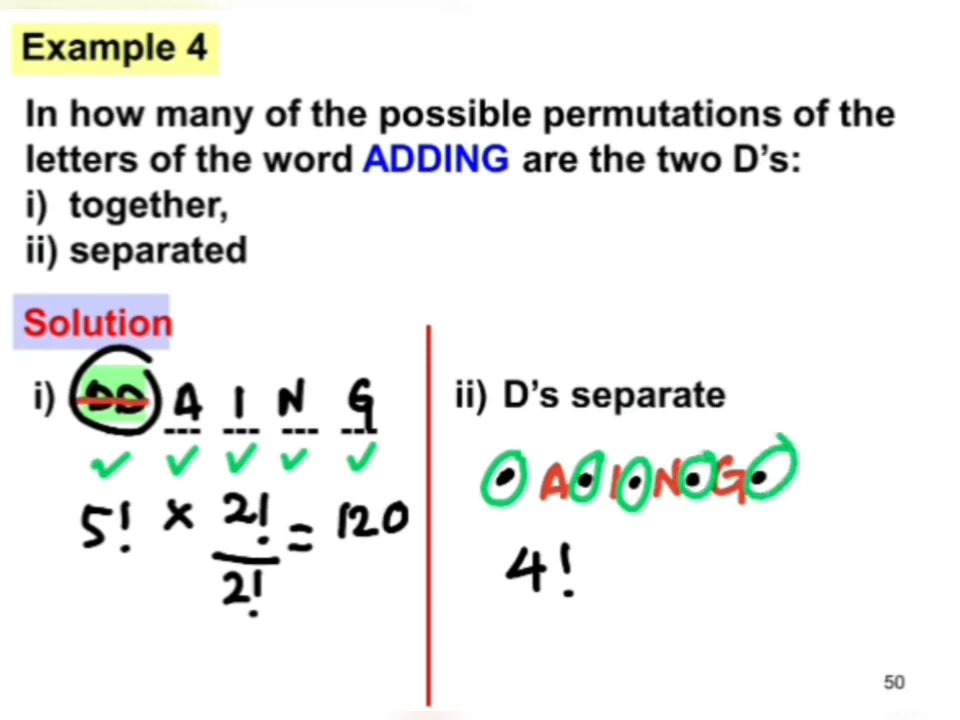 Example 4
In how many of the possible permutations of the
letters of the word ADDING are the two D's:
i) together,
ii) separated
Solution
i) DD A I N G
5! × 2!/2! = 120
ii) D's separate
A I N G
4!
50